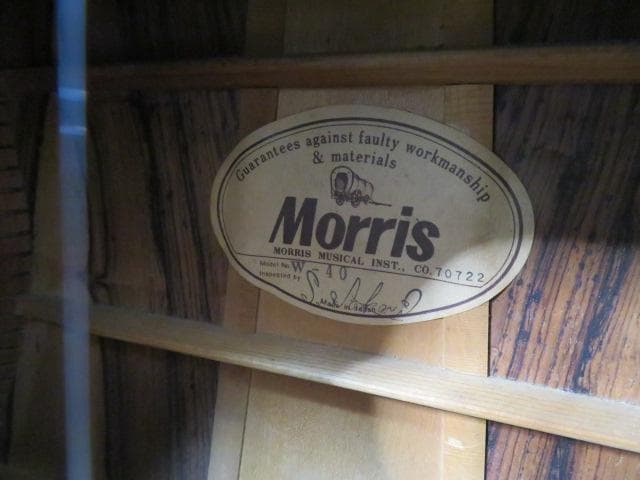 Guarantees against faulty workmanship
& materials
Morris
MORRIS MUSICAL INST., CO. 70722
Model No. W-40
Inspected by
Made in Japan